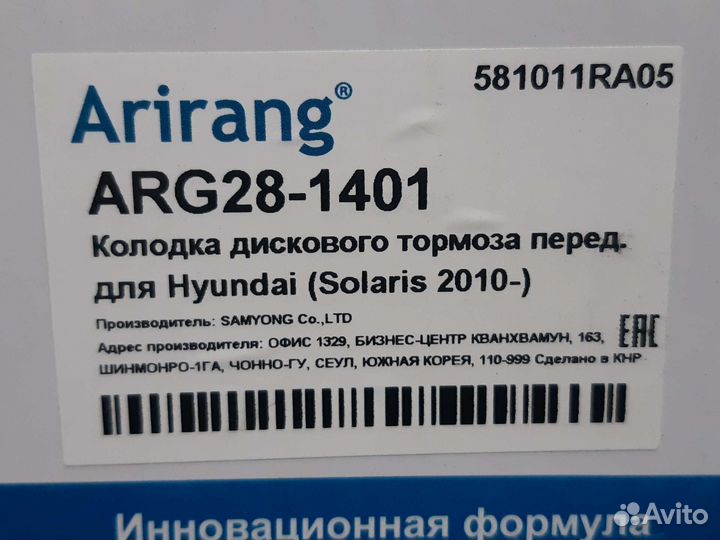 581011RA05
Arirang®
ARG28-1401
Колодка дискового тормоза перед.
для Hyundai (Solaris 2010-)
Производитель: SAMYONG Co.,LTD
Адрес производителя: ОФИС 1329, БИЗНЕС-ЦЕНТР КВАНХВАМУН, 163,
ШИНМОНРО-1ГА, ЧОННО-ГУ, СЕУЛ, ЮЖНАЯ КОРЕЯ, 110-999 Сделано в КНР
EAC
Инновационная формула
Avito